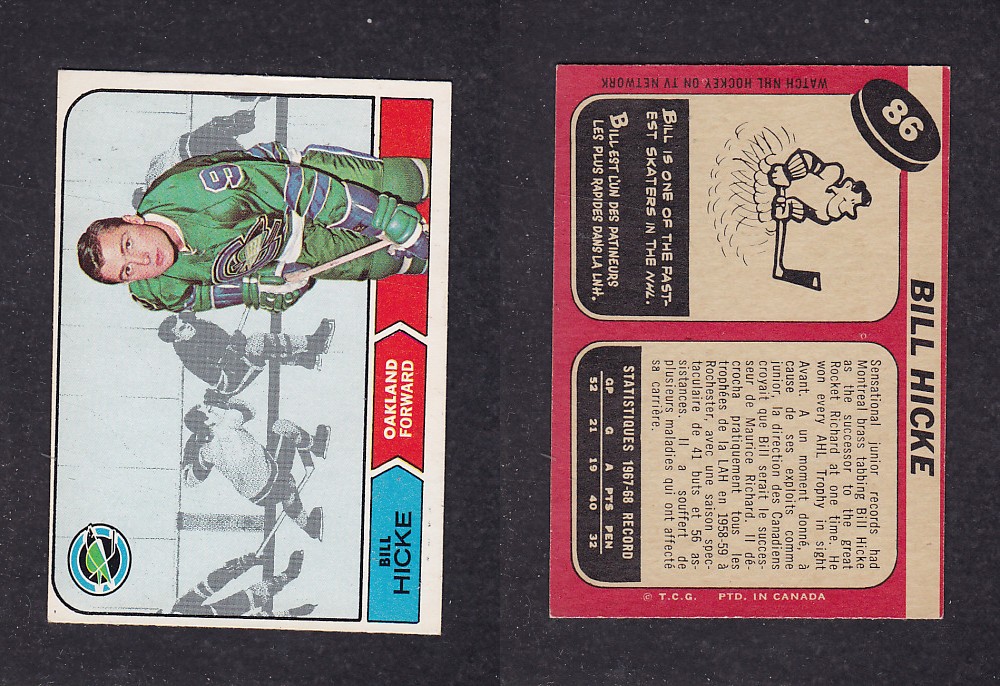 9
OAKLAND
FORWARD
BILL
HICKE
86
BILL HICKE
WATCH NHL HOCKEY ON TV NETWORK
BILL IS ONE OF THE FAST-
EST SKATERS IN THE NHL.
BILL EST L'UN DES PATINEURS
LES PLUS RAPIDES DANS LA LNH.
Sensational junior records had
Montreal brass tabbing Bill Hicke
as the successor to the great
Rocket Richard at one time. He
won every AHL Trophy in sight
Avant. A un moment donné, à
cause de ses exploits comme
junior, la direction des Canadiens
croyait que Bill serait le succes-
seur de Maurice Richard. Il dé-
crocha pratiquement tous les
trophées de la LAH en 1958-59 à
Rochester, avec une saison spec-
taculaire de 41 buts et 56 as-
sistances. Il a souffert de
plusieurs maladies qui ont affecté
sa carrière.
STATISTIQUES 1967-68 RECORD
GP G A PTS PEN
52 21 19 40 32
© T.C.G. PTD. IN CANADA